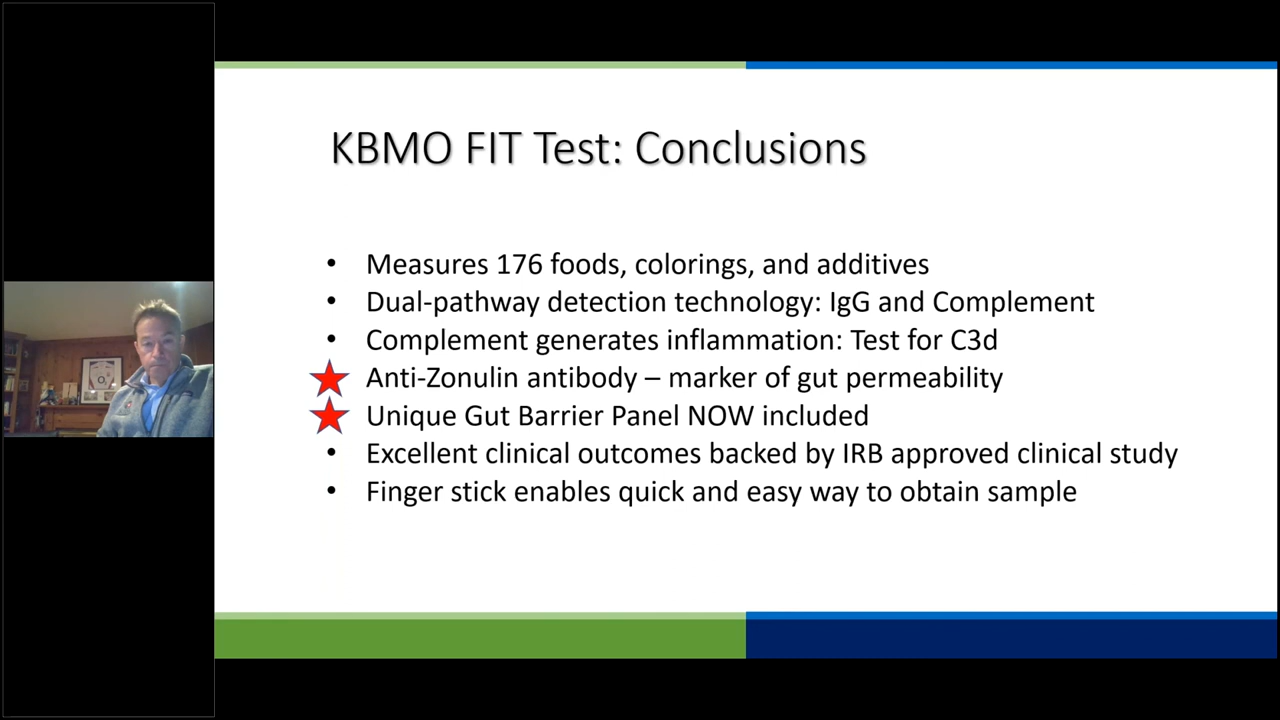 KBMO FIT Test: Conclusions
• Measures 176 foods, colorings, and additives
• Dual-pathway detection technology: IgG and Complement
• Complement generates inflammation: Test for C3d
Anti-Zonulin antibody – marker of gut permeability
Unique Gut Barrier Panel NOW included
• Excellent clinical outcomes backed by IRB approved clinical study
• Finger stick enables quick and easy way to obtain sample